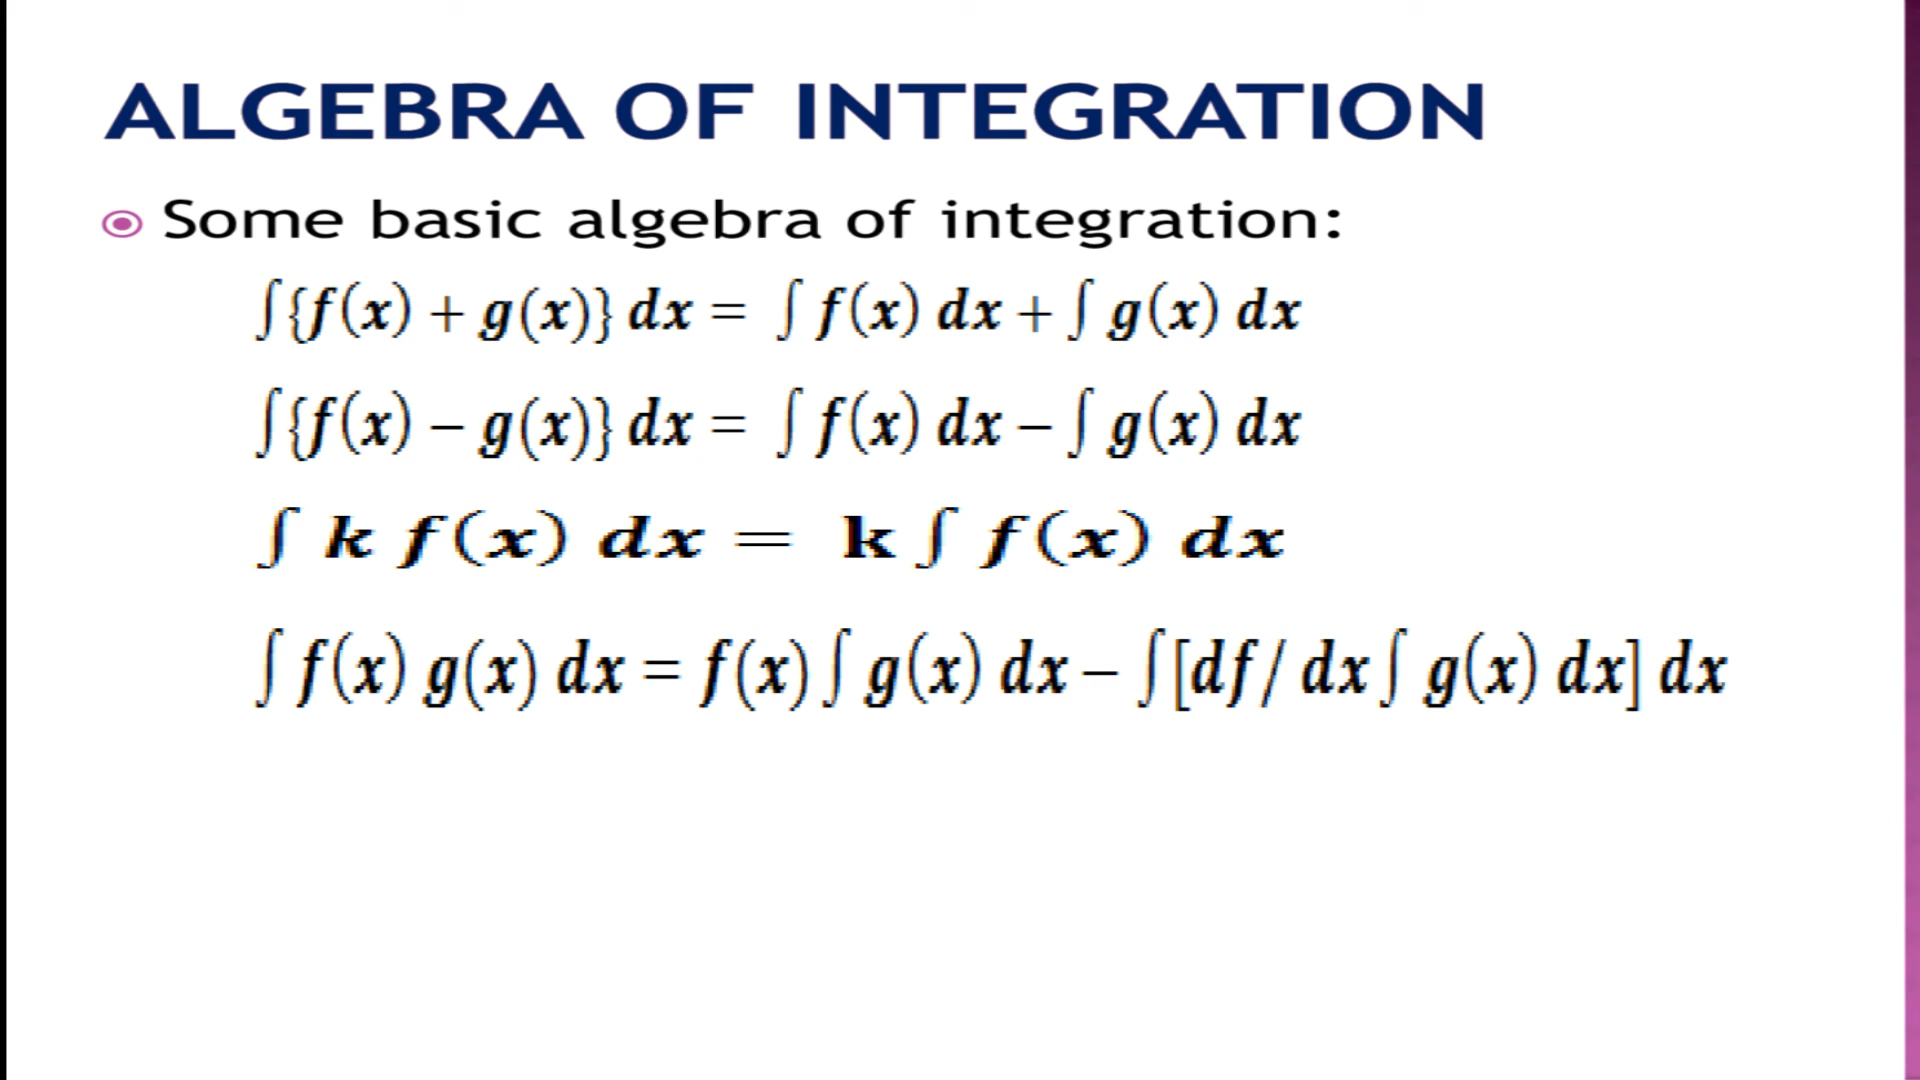 ALGEBRA OF INTEGRATION
Some basic algebra of integration:
∫{f(x) + g(x)} dx = ∫ f(x) dx + ∫ g(x) dx
∫{f(x) − g(x)} dx = ∫ f(x) dx − ∫ g(x) dx
∫ k f(x) dx = k ∫ f(x) dx
∫ f(x) g(x) dx = f(x) ∫ g(x) dx − ∫[df/ dx ∫ g(x) dx] dx